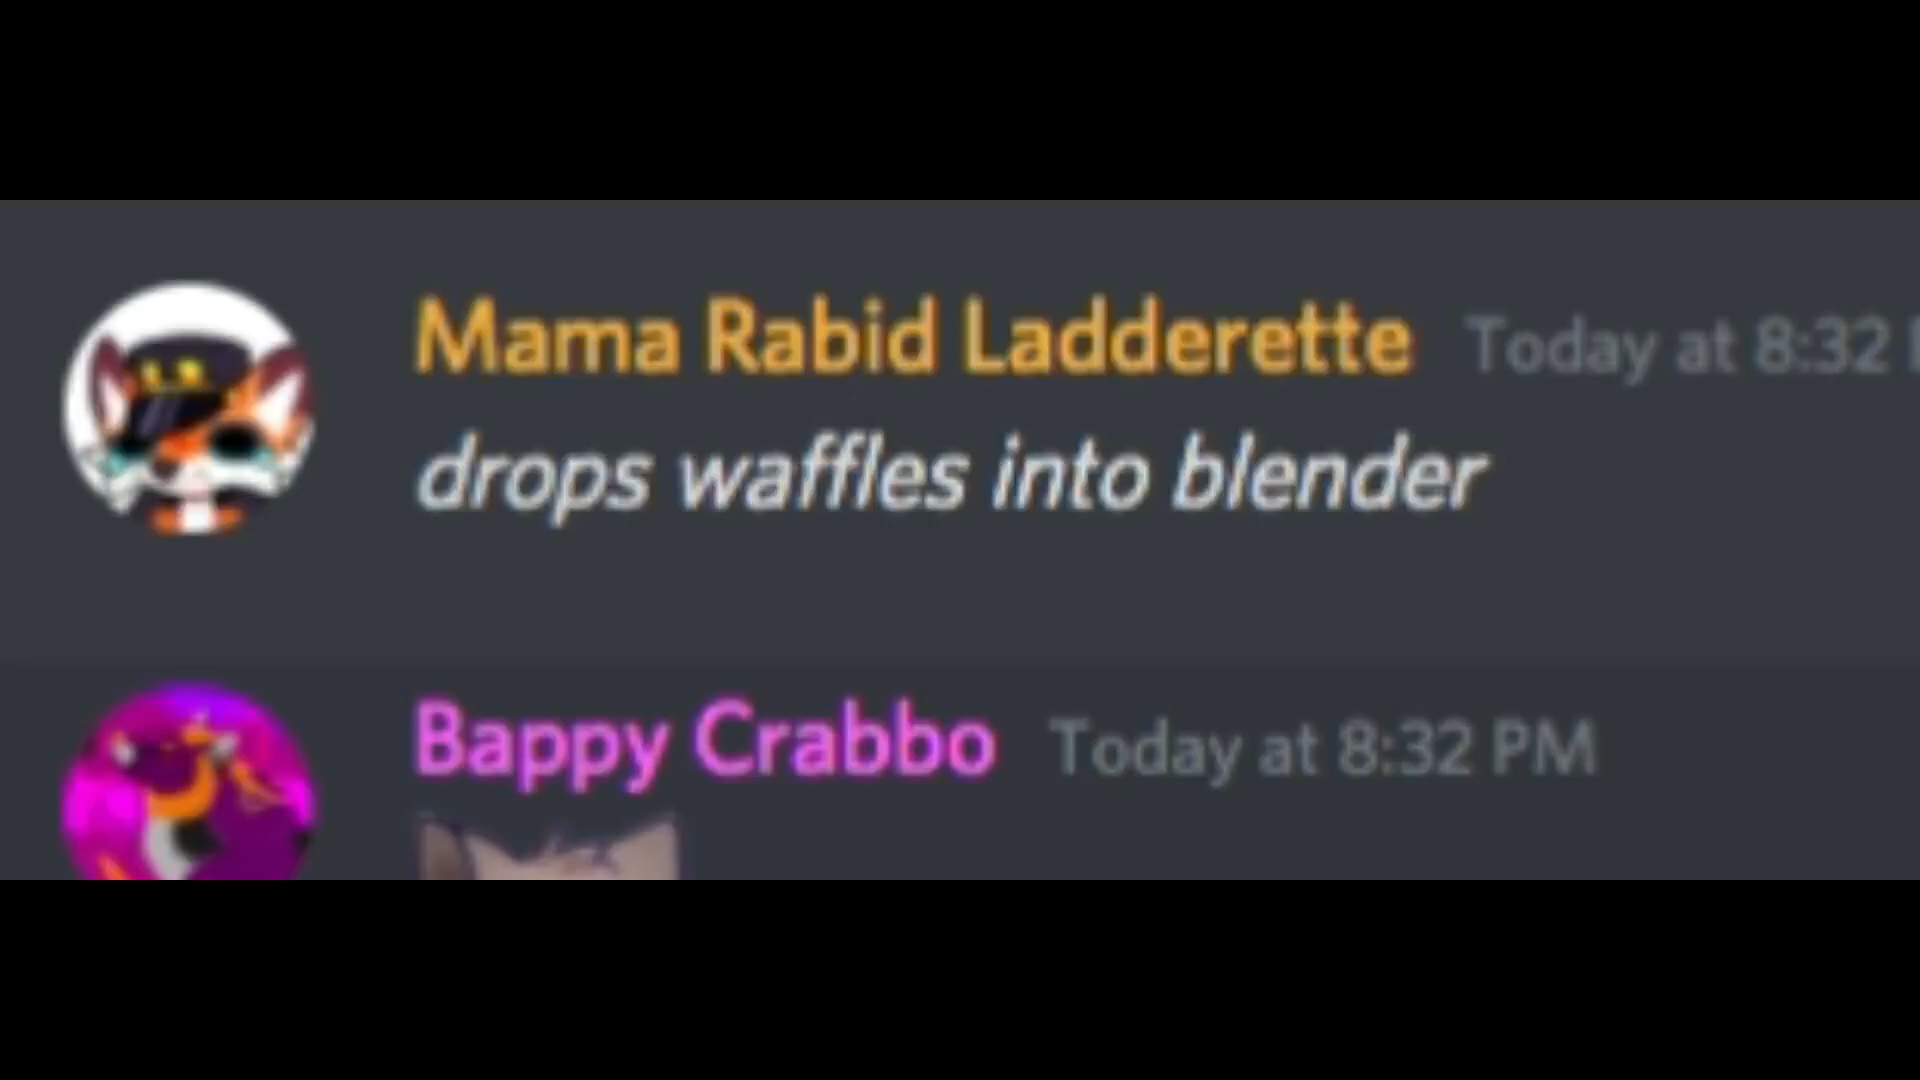 Mama Rabid Ladderette Today at 8:32
drops waffles into blender
Bappy Crabbo Today at 8:32 PM